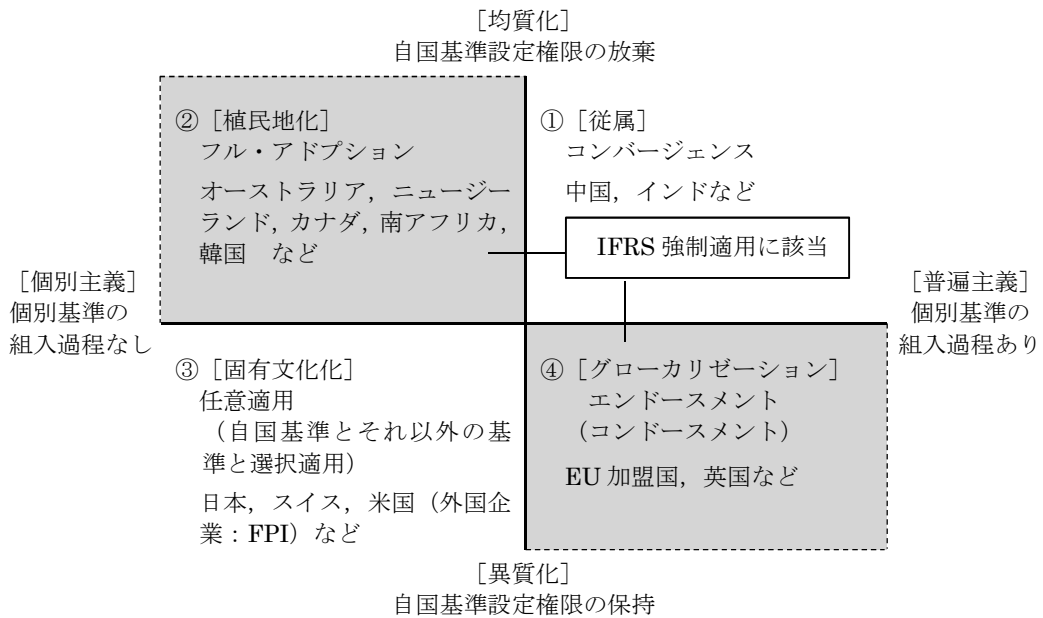 ［均質化］
自国基準設定権限の放棄
②［植民地化］
フル・アドプション
オーストラリア，ニュージー
ランド，カナダ，南アフリカ，
韓国　など
①［従属］
コンバージェンス
中国，インドなど
IFRS 強制適用に該当
［個別主義］
個別基準の
組入過程なし
［普遍主義］
個別基準の
組入過程あり
③［固有文化化］
任意適用
（自国基準とそれ以外の基
準と選択適用）
日本，スイス，米国（外国企
業：FPI）など
④［グローカリゼーション］
エンドースメント
（コンドースメント）
EU 加盟国，英国など
［異質化］
自国基準設定権限の保持